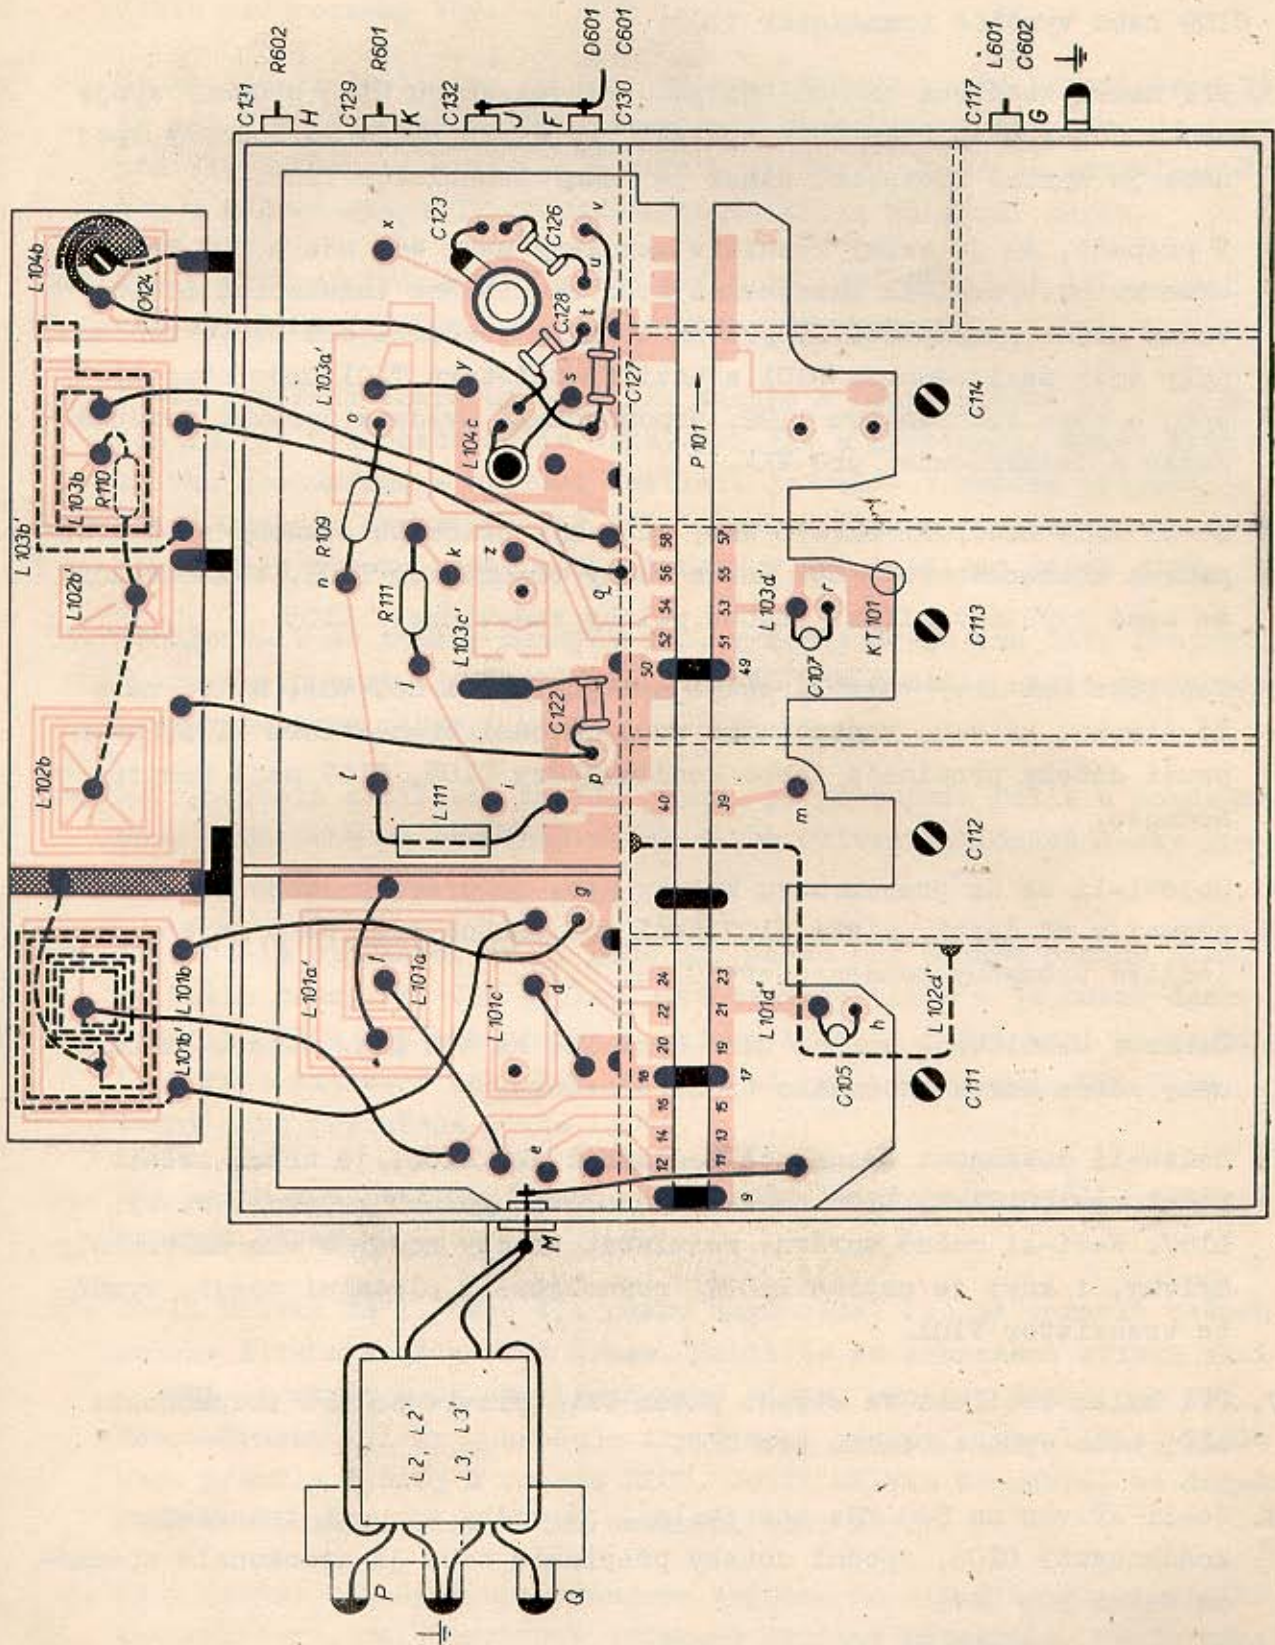 C131
R602
H
C129
R601
K
C132
J
F
D601
C601
C130
C117
L601
C602
G
L104b
C124
x
C123
C126
v
u
C128
t
L103a'
o
y
s
C127
L104c
P101
C114
L103b'
L103b
R110
L102b
R109
n
R111
k
z
L103c'
q
58
57
56
55
54
53
52
51
50
49
L103d'
r
C107
KT101
C113
L102b
C122
p
l
L111
i
40
39
m
C112
g
L101a'
f
L101a
L101b
L101b'
L101c'
d
24
23
22
21
20
19
18
17
16
15
14
13
12
11
9
L101d"
h
L102d'
C105
C111
e
M
L2, L2'
L3, L3'
P
Q